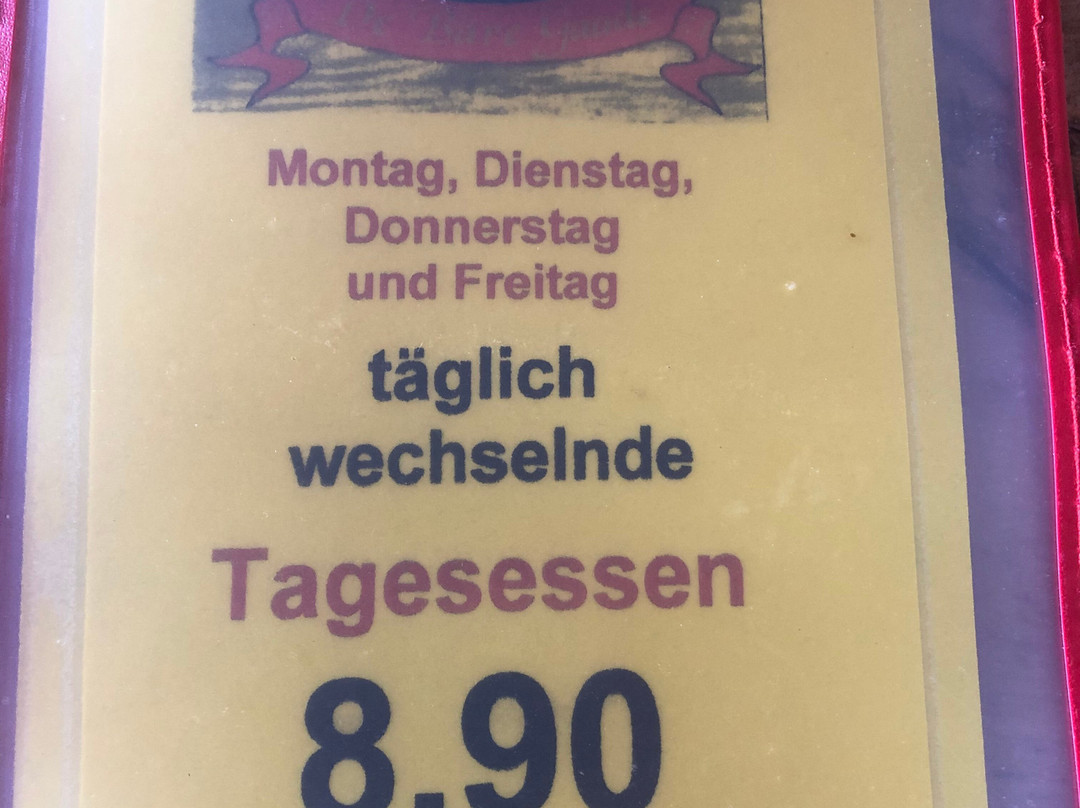 Montag, Dienstag,
Donnerstag
und Freitag
täglich
wechselnde
Tagesessen
8,90